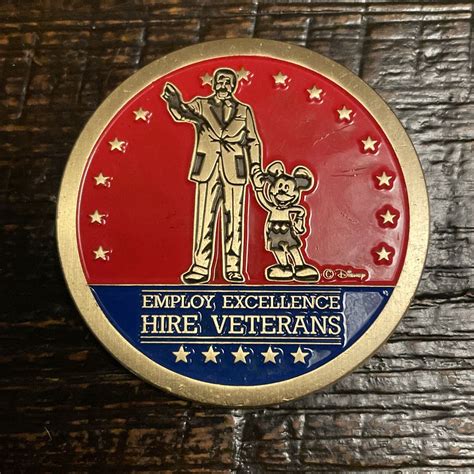 © Disney
EMPLOY EXCELLENCE
HIRE VETERANS